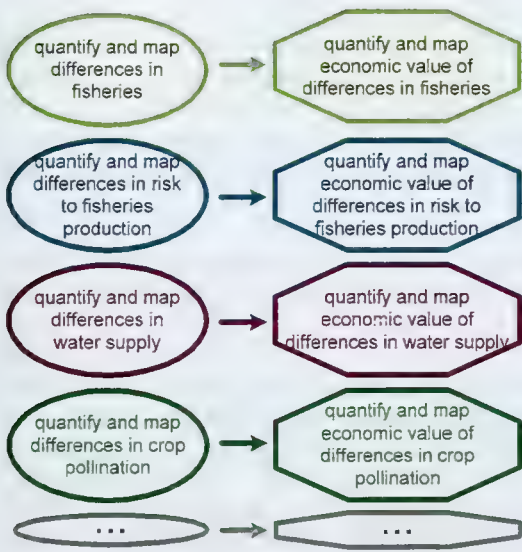 quantify and map
differences in
fisheries
quantify and map
economic value of
differences in fisheries
quantify and map
differences in risk
to fisheries
production
quantify and map
economic value of
differences in risk to
fisheries production
quantify and map
differences in
water supply
quantify and map
economic value of
differences in water supply
quantify and map
differences in crop
pollination
quantify and map
economic value of
differences in crop
pollination
...
...